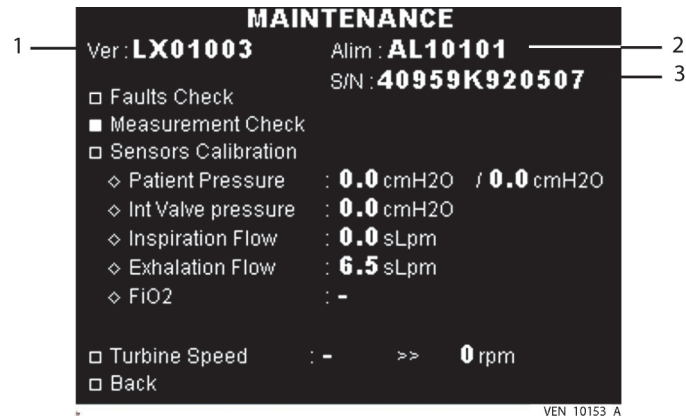 MAINTENANCE
1 Ver : LX01003 Alim : AL10101 2
S/N : 40959K920507 3
Faults Check
Measurement Check
Sensors Calibration
Patient Pressure : 0.0 cmH2O / 0.0 cmH2O
Int Valve pressure : 0.0 cmH2O
Inspiration Flow : 0.0 sLpm
Exhalation Flow : 6.5 sLpm
FiO2 : -
Turbine Speed : - >> 0 rpm
Back
VEN_10153_A